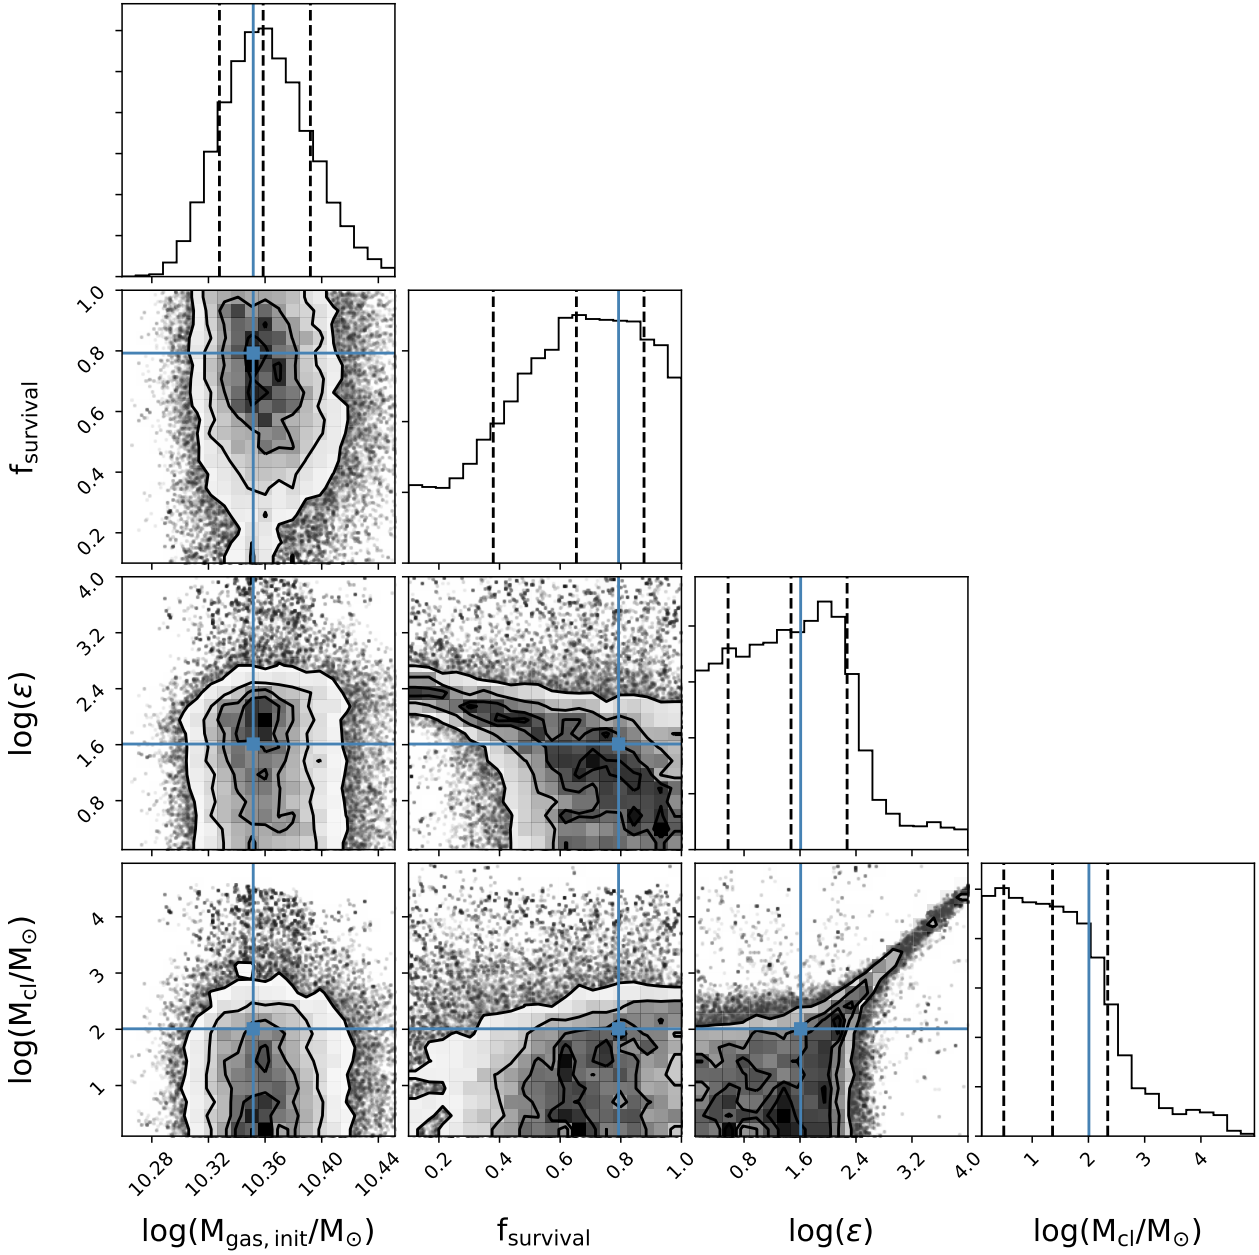 1.0
0.8
0.6
0.4
0.2
f_survival
4.0
3.2
2.4
1.6
0.8
log(ε)
4
3
2
1
log(M_cl/M_⊙)
10.28 10.32 10.36 10.40 10.44
0.2 0.4 0.6 0.8 1.0
0.8 1.6 2.4 3.2 4.0
1 2 3 4
log(M_gas, init/M_⊙) f_survival log(ε) log(M_cl/M_⊙)